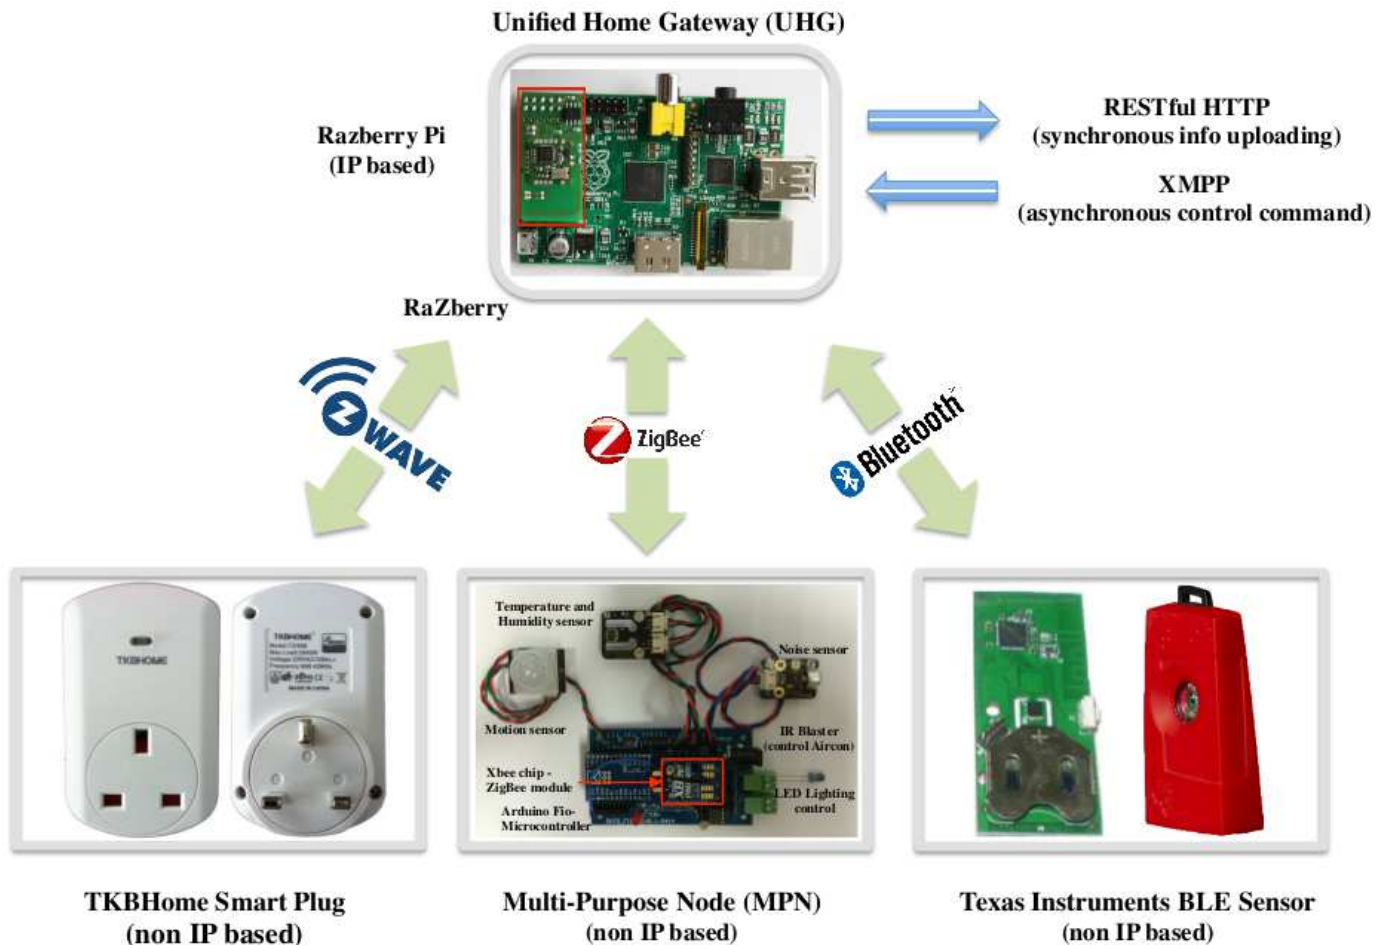 Unified Home Gateway (UHG)
Razberry Pi
(IP based)
RESTful HTTP
(synchronous info uploading)
XMPP
(asynchronous control command)
RaZberry
Z WAVE
ZigBee
Bluetooth
TKBHOME
TKBHOME
Temperature and
Humidity sensor
Noise sensor
Motion sensor
IR Blaster
(control Aircon)
Xbee chip -
ZigBee module
LED Lighting
control
Arduino Fio-
Microcontroller
TKBHome Smart Plug
(non IP based)
Multi-Purpose Node (MPN)
(non IP based)
Texas Instruments BLE Sensor
(non IP based)